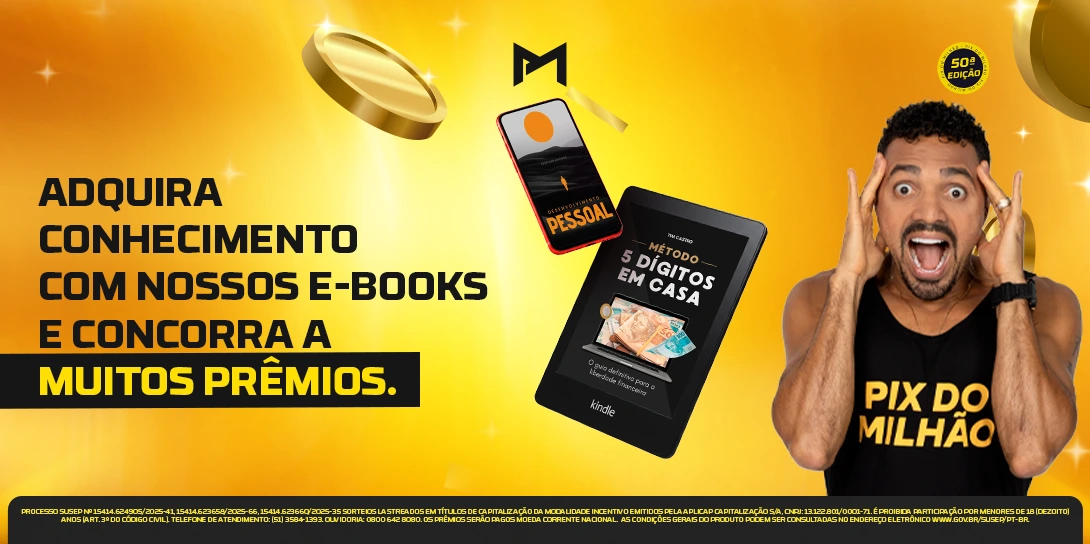 50ª
EDIÇÃO
ADQUIRA
CONHECIMENTO
COM NOSSOS E-BOOKS
E CONCORRA A
MUITOS PRÊMIOS.
DESENVOLVIMENTO
PESSOAL
TIM CASTRO
MÉTODO
5 DÍGITOS
EM CASA
O guia definitivo para a
liberdade financeira
kindle
PIX DO
MILHÃO
PROCESSO SUSEP Nº 15414.624905/2025-41, 15414.623658/2025-66, 15414.623660/2025-35 SORTEIOS LASTREADOS EM TÍTULOS DE CAPITALIZAÇÃO DA MODALIDADE INCENTIVO EMITIDOS PELA APLICAP CAPITALIZAÇÃO S/A, CNPJ: 13.122.801/0001-71. É PROIBIDA PARTICIPAÇÃO POR MENORES DE 18 (DEZOITO)
ANOS (ART. 3º DO CÓDIGO CIVIL). TELEFONE DE ATENDIMENTO: (51) 3584-1393. OUVIDORIA: 0800 642 8080. OS PRÊMIOS SERÃO PAGOS MOEDA CORRENTE NACIONAL. AS CONDIÇÕES GERAIS DO PRODUTO PODEM SER CONSULTADAS NO ENDEREÇO ELETRÔNICO WWW.GOV.BR/SUSEP/PT-BR.